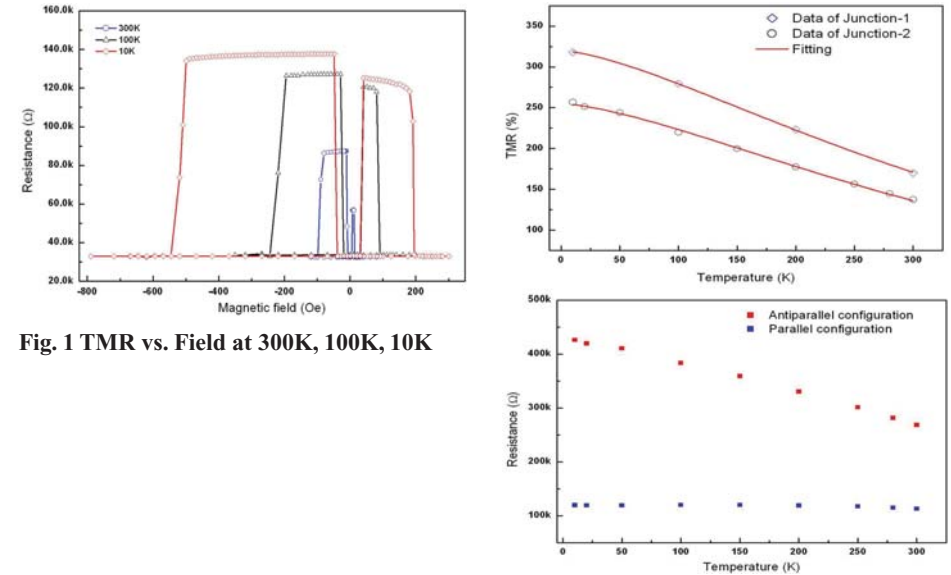 160.0k
140.0k
120.0k
100.0k
80.0k
60.0k
40.0k
20.0k
Resistance (Ω)
300K
100K
10K
-800 -600 -400 -200 0 200
Magnetic field (Oe)
Fig. 1 TMR vs. Field at 300K, 100K, 10K
350
300
250
200
150
100
TMR (%)
Data of Junction-1
Data of Junction-2
Fitting
0 50 100 150 200 250 300
Temperature (K)
500k
400k
300k
200k
100k
Resistance (Ω)
Antiparallel configuration
Parallel configuration
0 50 100 150 200 250 300
Temperature (K)